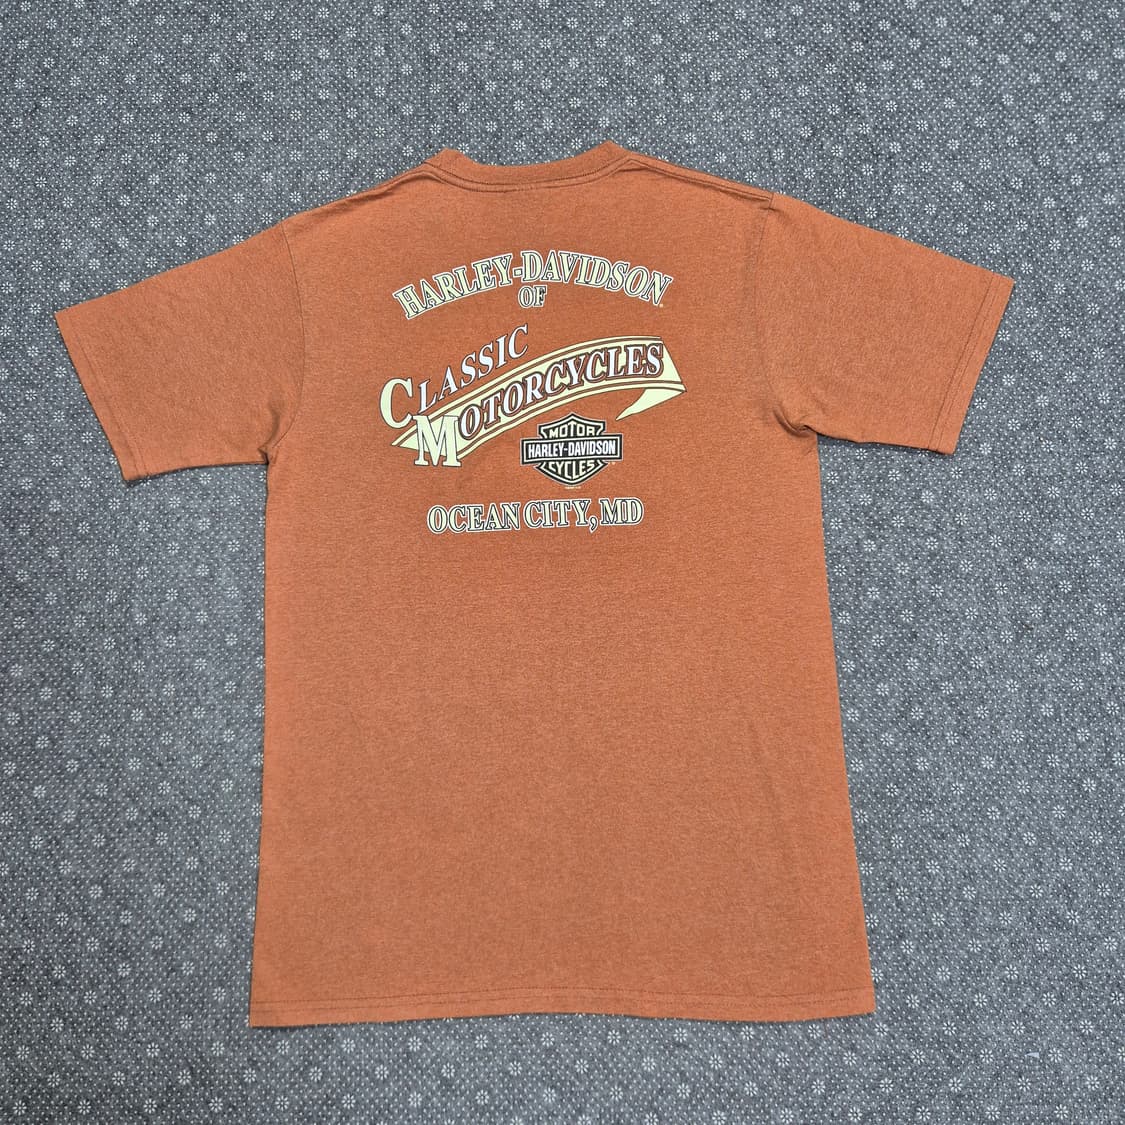 HARLEY-DAVIDSON
OF
CLASSIC
MOTORCYCLES
MOTOR
HARLEY-DAVIDSON
CYCLES
OCEAN CITY, MD